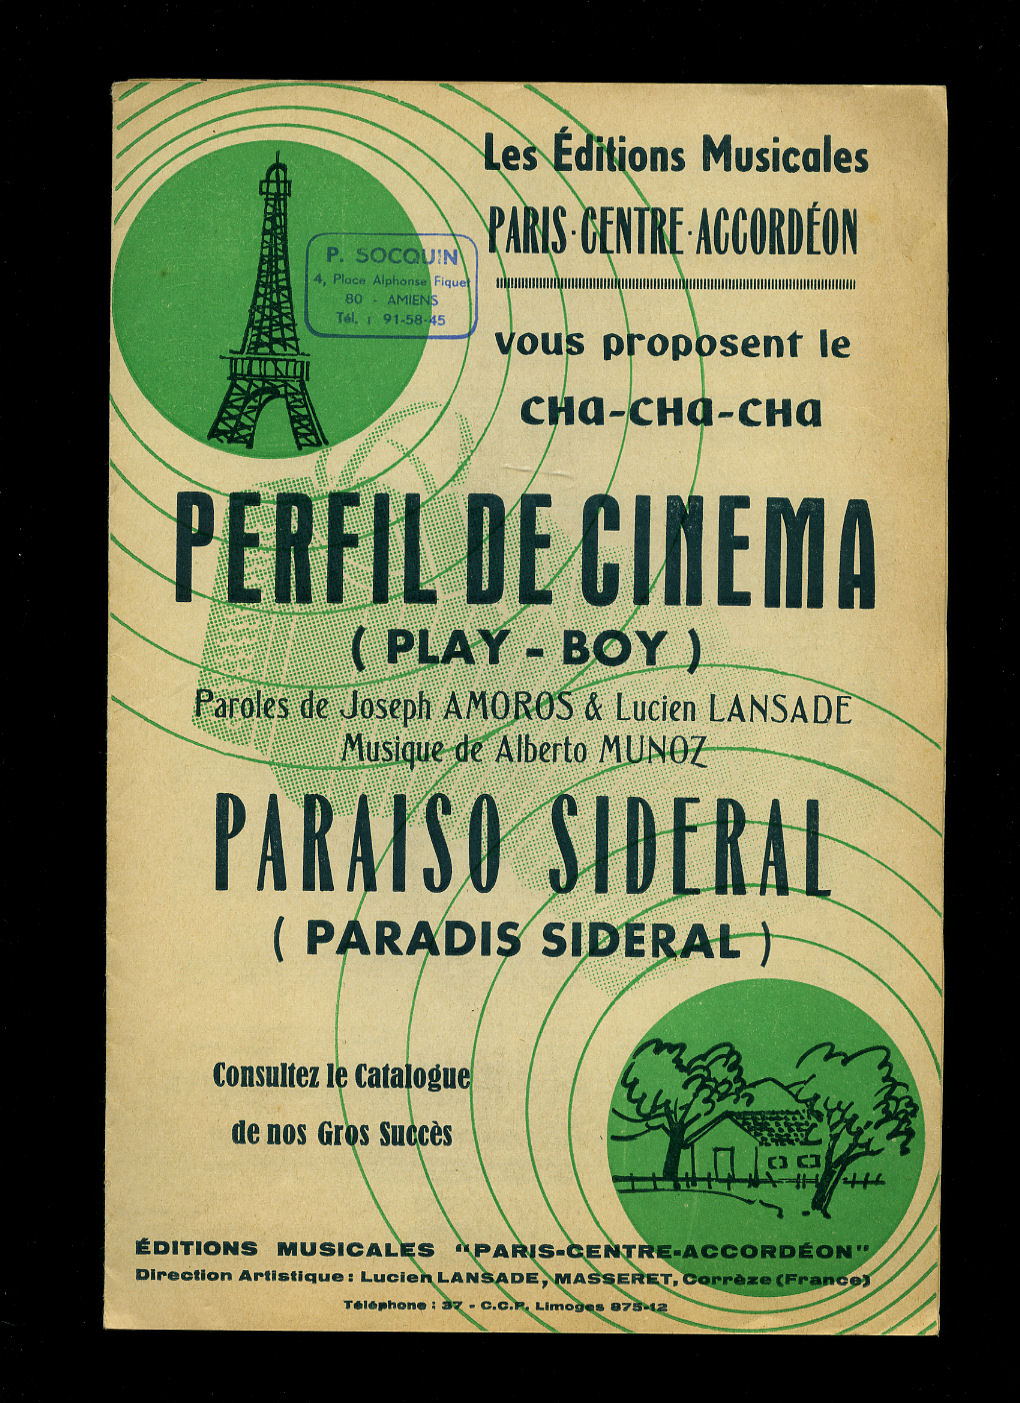 Les Éditions Musicales
PARIS·CENTRE·ACCORDÉON
P. SOCQUIN
4, Place Alphonse Fiquet
80 - AMIENS
Tél. : 91-58-45
vous proposent le
CHa-CHa-CHa
PERFIL DE CINEMA
( PLAY - BOY )
Paroles de Joseph AMOROS & Lucien LANSADE
Musique de Alberto MUNOZ
PARAISO SIDERAL
( PARADIS SIDERAL )
Consultez le Catalogue
de nos Gros Succès
ÉDITIONS MUSICALES "PARIS-CENTRE-ACCORDÉON"
Direction Artistique : Lucien LANSADE, MASSERET, Corrèze (France)
Téléphone : 37 - C.C.P. Limoges 875-12